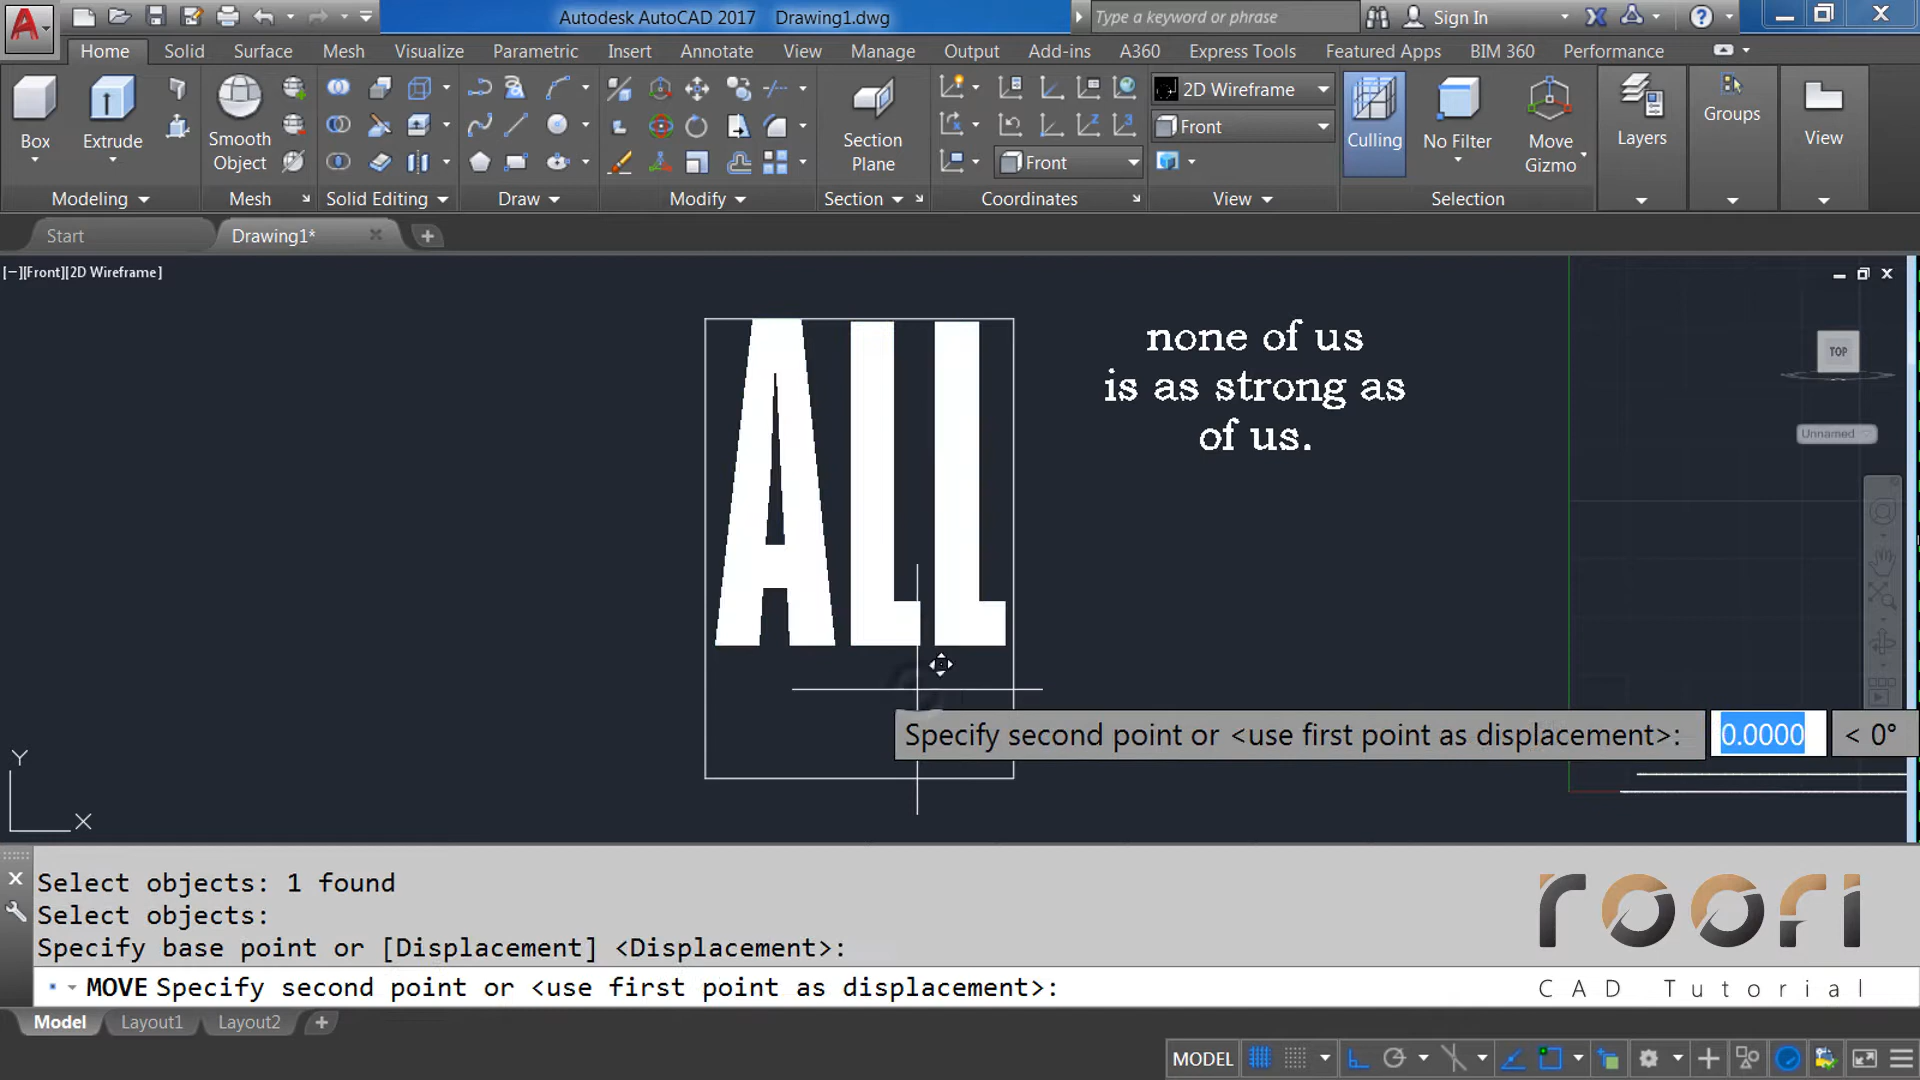 Autodesk AutoCAD 2017 Drawing1.dwg
Type a keyword or phrase
Sign In
Home Solid Surface Mesh Visualize Parametric Insert Annotate View Manage Output Add-ins A360 Express Tools Featured Apps BIM 360 Performance
Box
Extrude
Smooth
Object
Section
Plane
2D Wireframe
Front
Front
Culling
No Filter
Move
Gizmo
Layers
Groups
View
Modeling Mesh Solid Editing Draw Modify Section Coordinates View Selection
Start Drawing1*
[−][Front][2D Wireframe]
ALL
none of us
is as strong as
of us.
TOP
Unnamed
Specify second point or <use first point as displacement>: 0.0000 < 0°
Y
X
Select objects: 1 found
Select objects:
Specify base point or [Displacement] <Displacement>:
MOVE Specify second point or <use first point as displacement>:
roofi
CAD Tutorial
Model Layout1 Layout2
MODEL